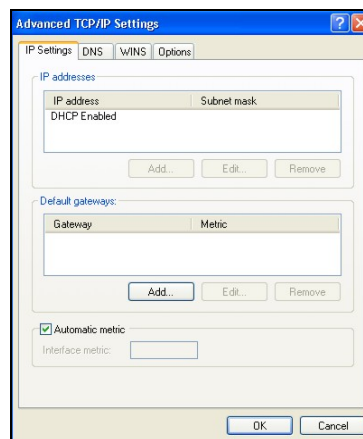 Advanced TCP/IP Settings
IP Settings DNS WINS Options
IP addresses
IP address Subnet mask
DHCP Enabled
Add... Edit... Remove
Default gateways:
Gateway Metric
Add... Edit... Remove
Automatic metric
Interface metric:
OK Cancel